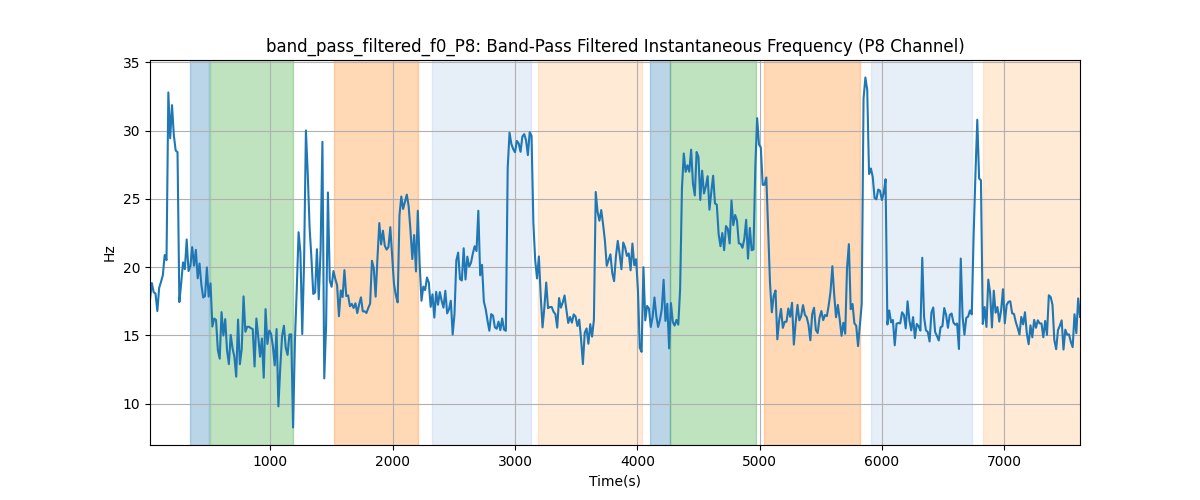 band_pass_filtered_f0_P8: Band-Pass Filtered Instantaneous Frequency (P8 Channel)
35
30
25
20
15
10
Hz
1000 2000 3000 4000 5000 6000 7000
Time(s)